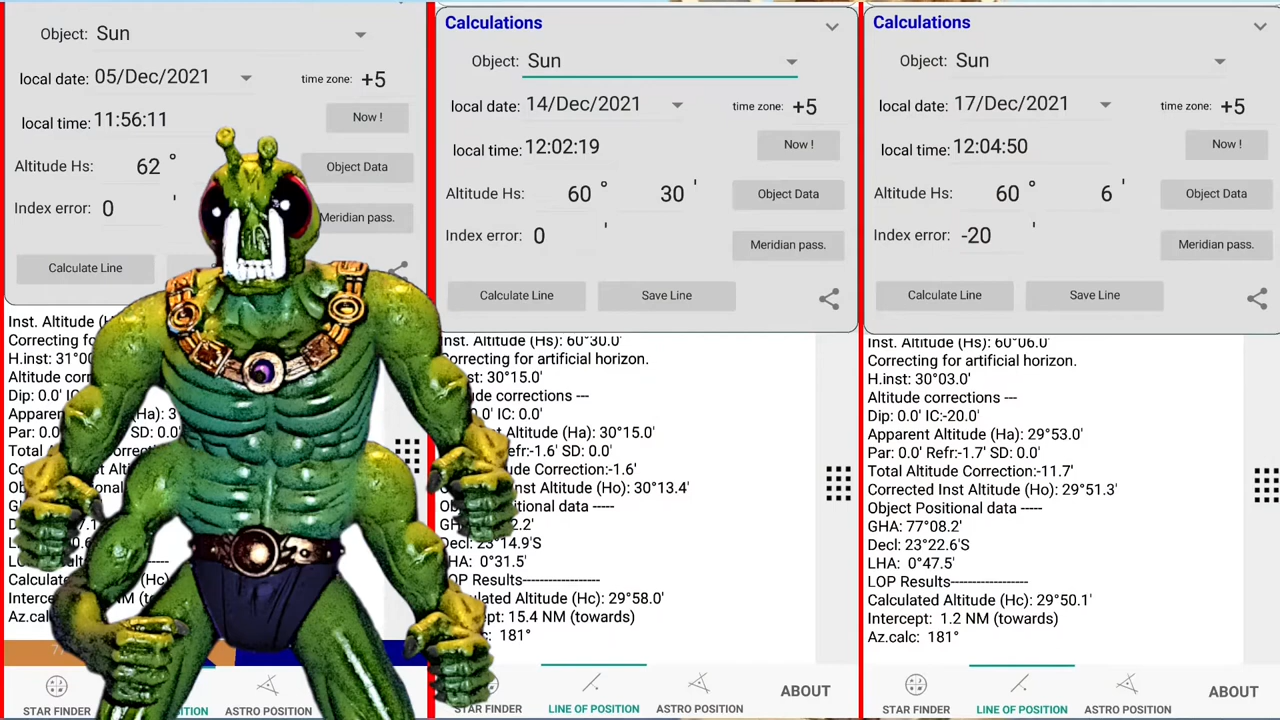 Object: Sun
local date: 05/Dec/2021 time zone: +5
local time: 11:56:11
Now !
Altitude Hs: 62 °
Object Data
Index error: 0
Meridian pass.
Calculate Line
Inst. Altitude
Correcting
H.inst:
Altitude
Dip: 0.0'
Par: 0.0' SD: 0.0'
Total
Calculated
Az.cal
STAR FINDER
ASTRO POSITION
Calculations
Object: Sun
local date: 14/Dec/2021 time zone: +5
local time: 12:02:19
Now !
Altitude Hs: 60 ° 30 '
Object Data
Index error: 0 '
Meridian pass.
Calculate Line Save Line
Inst. Altitude (Hs): 60°30.0'
Correcting for artificial horizon.
30°15.0'
corrections ---
IC: 0.0'
Altitude (Ha): 30°15.0'
Refr:-1.6' SD: 0.0'
Correction:-1.6'
Inst Altitude (Ho): 30°13.4'
data -----
Decl: 23°14.9'S
LHA: 0°31.5'
LOP Results------------------
Altitude (Hc): 29°58.0'
15.4 NM (towards)
181°
STAR FINDER LINE OF POSITION ASTRO POSITION ABOUT
Calculations
Object: Sun
local date: 17/Dec/2021 time zone: +5
local time: 12:04:50
Now !
Altitude Hs: 60 ° 6 '
Object Data
Index error: -20 '
Meridian pass.
Calculate Line Save Line
Inst. Altitude (Hs): 60°06.0'
Correcting for artificial horizon.
H.inst: 30°03.0'
Altitude corrections ---
Dip: 0.0' IC:-20.0'
Apparent Altitude (Ha): 29°53.0'
Par: 0.0' Refr:-1.7' SD: 0.0'
Total Altitude Correction:-11.7'
Corrected Inst Altitude (Ho): 29°51.3'
Object Positional data -----
GHA: 77°08.2'
Decl: 23°22.6'S
LHA: 0°47.5'
LOP Results------------------
Calculated Altitude (Hc): 29°50.1'
Intercept: 1.2 NM (towards)
Az.calc: 181°
STAR FINDER LINE OF POSITION ASTRO POSITION ABOUT